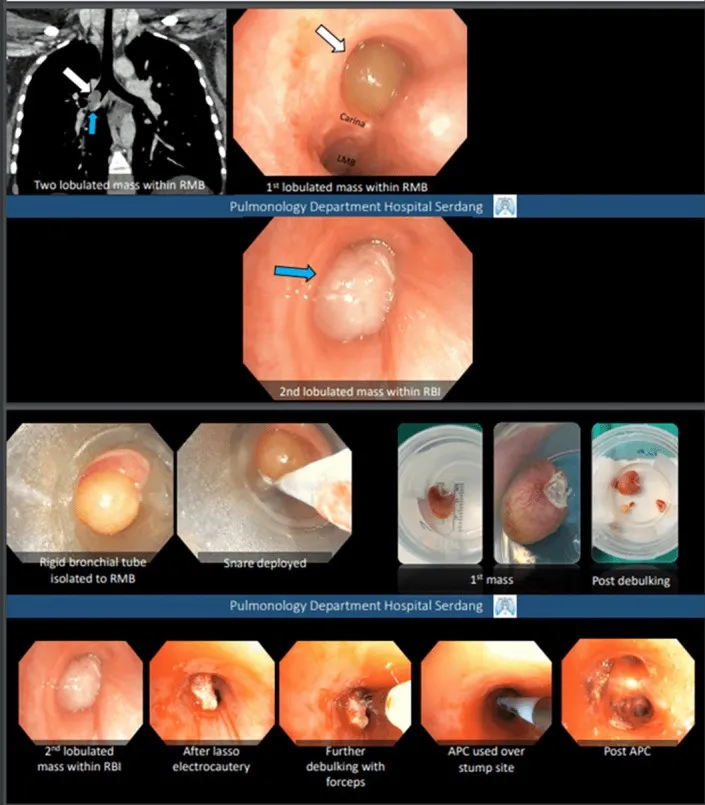 Two lobulated mass within RMB
Carina
LMB
1st lobulated mass within RMB
Pulmonology Department Hospital Serdang
2nd lobulated mass within RBI
Rigid bronchial tube
isolated to RMB
Snare deployed
1st mass
Post debulking
Pulmonology Department Hospital Serdang
2nd lobulated
mass within RBI
After lasso
electrocautery
Further
debulking with
forceps
APC used over
stump site
Post APC